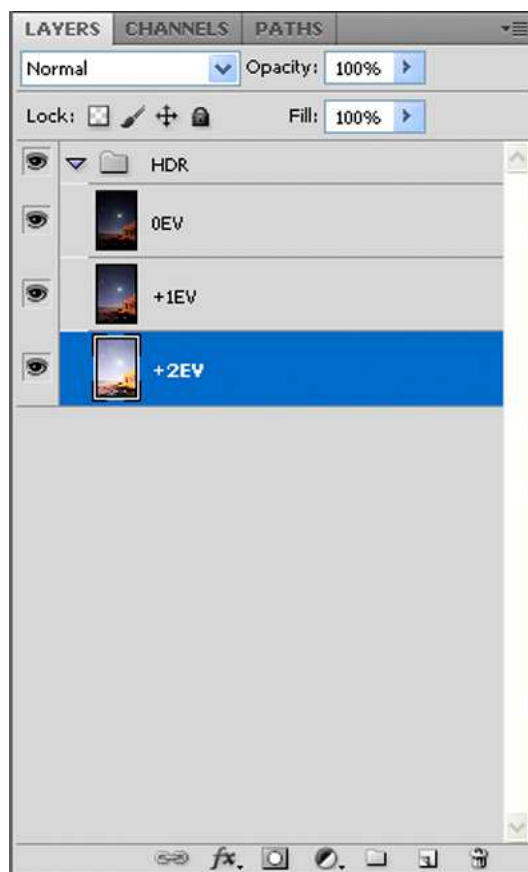 LAYERS CHANNELS PATHS
Normal Opacity: 100%
Lock: Fill: 100%
HDR
0EV
+1EV
+2EV
fx.